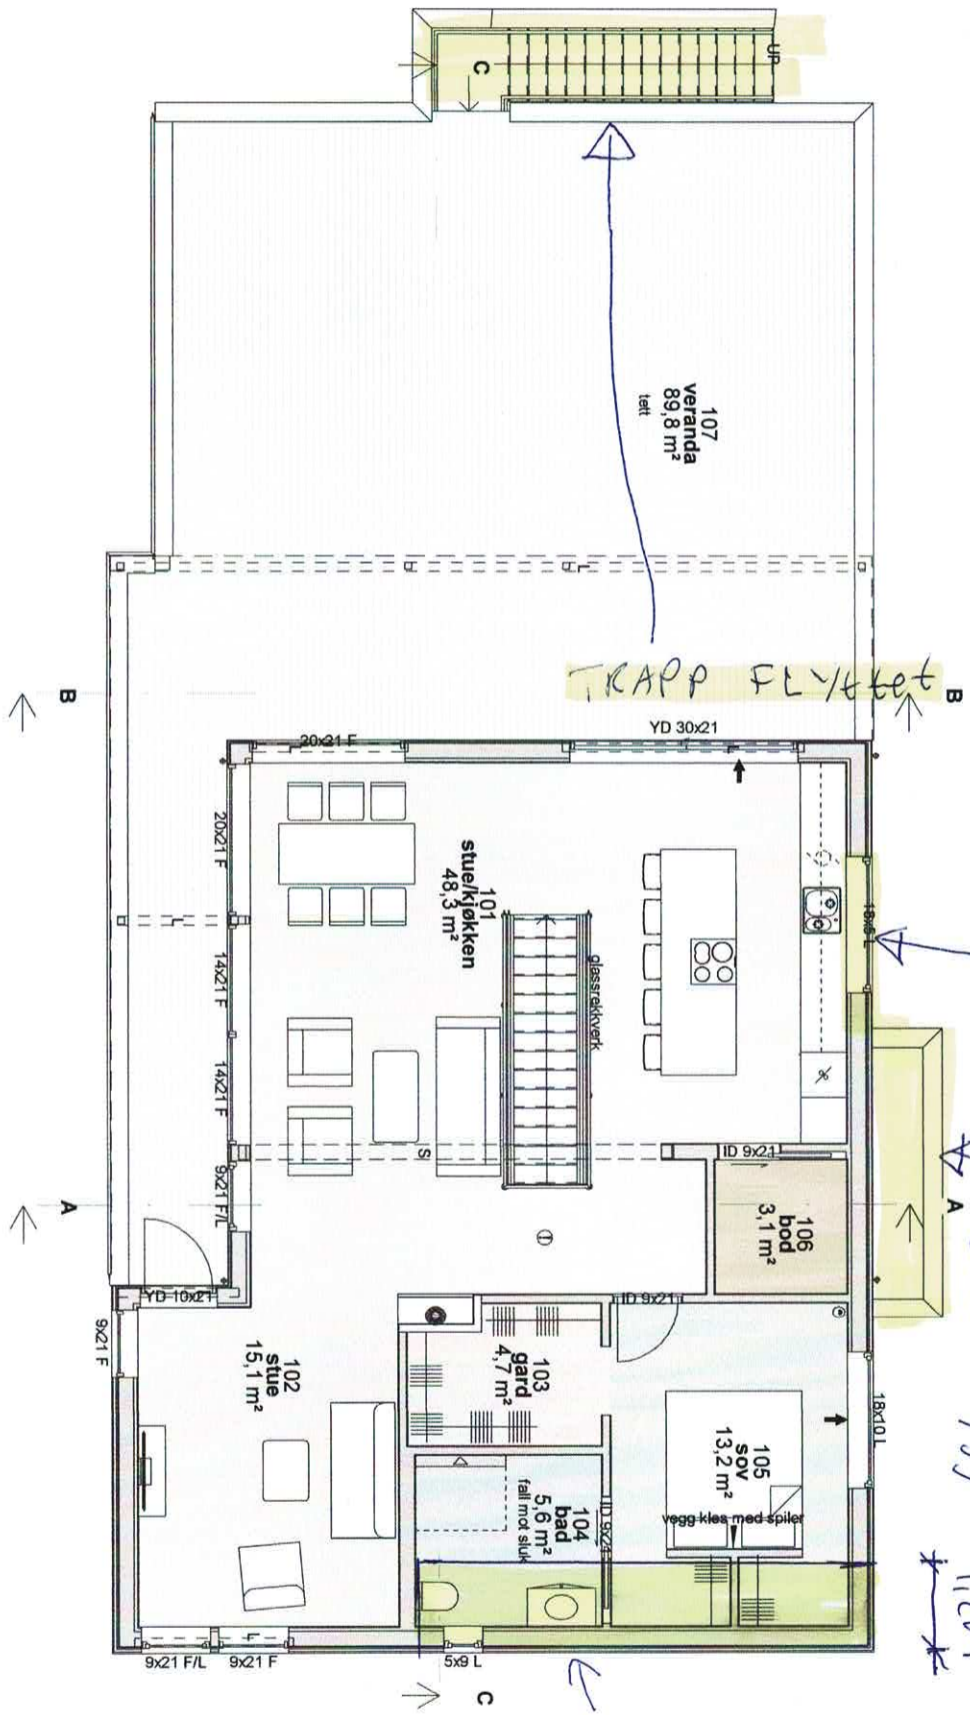 C
UP
107
veranda
89,8 m²
tett
L
TRAPP FLYttet
B
B
20x21 F
L
YD 30x21
L
20x21 F
101
stue/kjøkken
48,3 m²
18x5 L
L
14x21 F
glassrekkverk
14x21 F
S
ID 9x21
9x21 F/L
A
A
106
bod
3,1 m²
YD 10x21
ID 9x21
9x21 F
102
stue
15,1 m²
103
gard
4,7 m²
18x10 L
105
sov
13,2 m²
104
bad
5,6 m²
fall mot sluk
ID 9x21
vegg kles med spiler
L
9x21 F/L
9x21 F
5x9 L
C